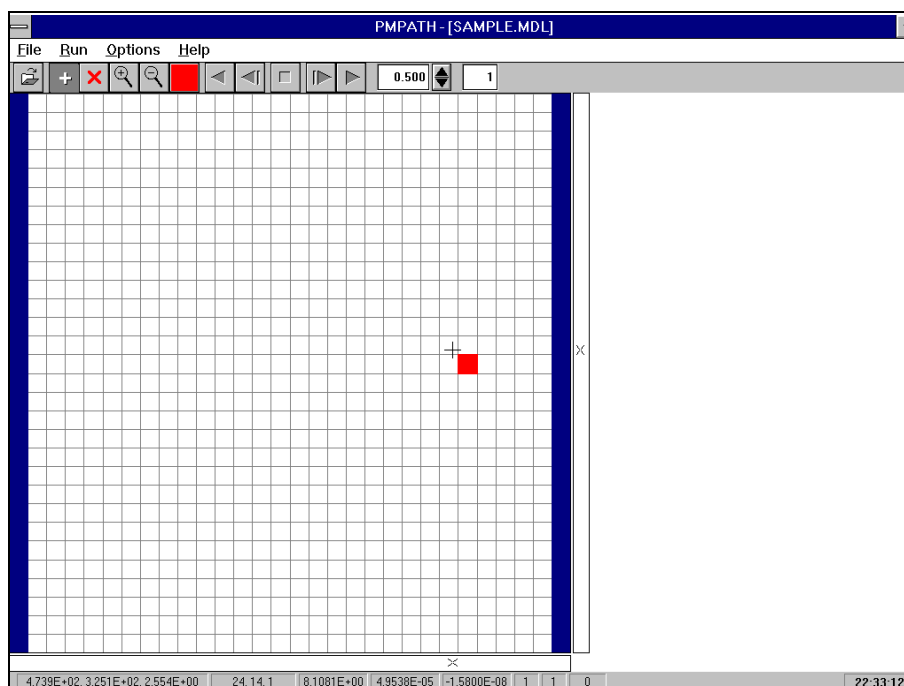 PMPATH - [SAMPLE.MDL]
File Run Options Help
0.500 1
4.739E+02, 3.251E+02, 2.554E+00 24, 14, 1 8.1081E+00 4.9538E-05 -1.5800E-08 1 1 0 22:33:12